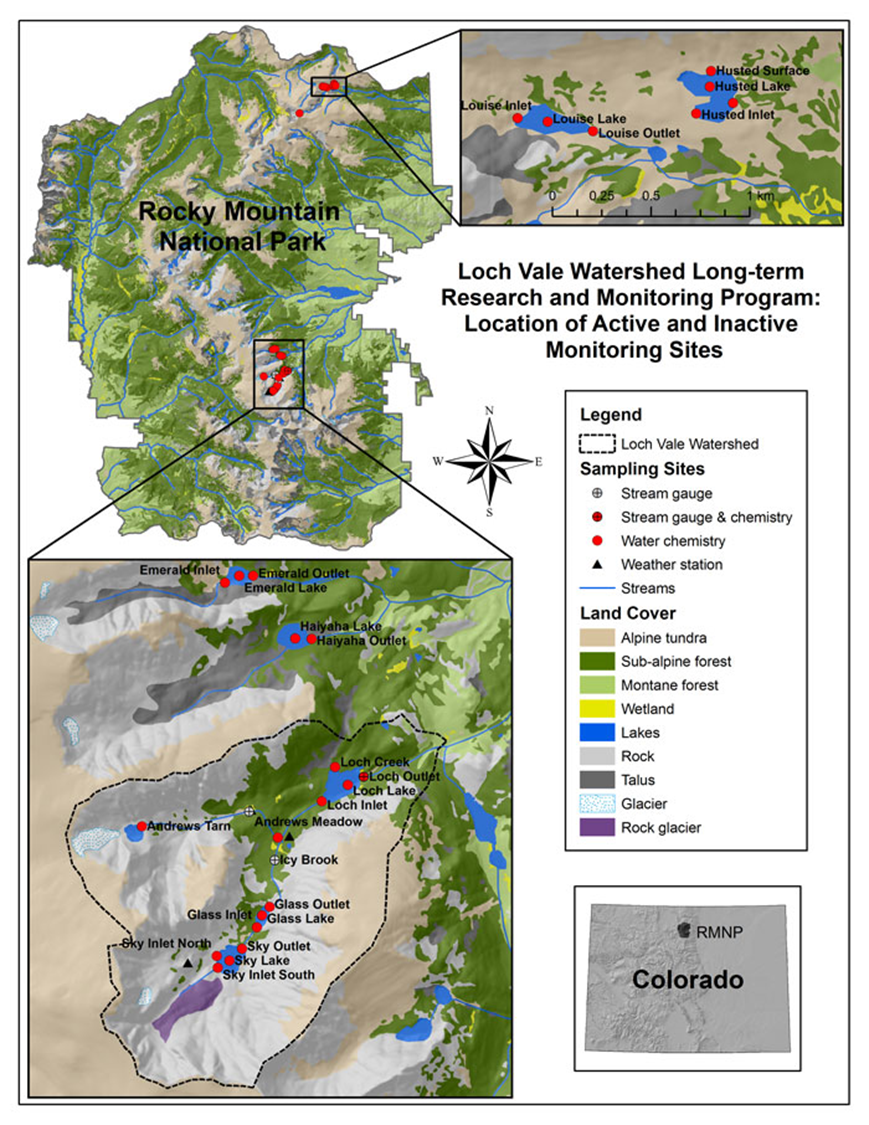 Rocky Mountain
National Park
Louise Inlet
Louise Lake
Louise Outlet
Husted Surface
Husted Lake
Husted Inlet
0 0.25 0.5 1 km
Loch Vale Watershed Long-term
Research and Monitoring Program:
Location of Active and Inactive
Monitoring Sites
N
W E
S
Legend
Loch Vale Watershed
Sampling Sites
Stream gauge
Stream gauge & chemistry
Water chemistry
Weather station
Streams
Land Cover
Alpine tundra
Sub-alpine forest
Montane forest
Wetland
Lakes
Rock
Talus
Glacier
Rock glacier
Emerald Inlet
Emerald Outlet
Emerald Lake
Haiyaha Lake
Haiyaha Outlet
Loch Creek
Loch Outlet
Loch Lake
Loch Inlet
Andrews Tarn
Andrews Meadow
Icy Brook
Glass Outlet
Glass Inlet
Glass Lake
Sky Inlet North
Sky Outlet
Sky Lake
Sky Inlet South
RMNP
Colorado